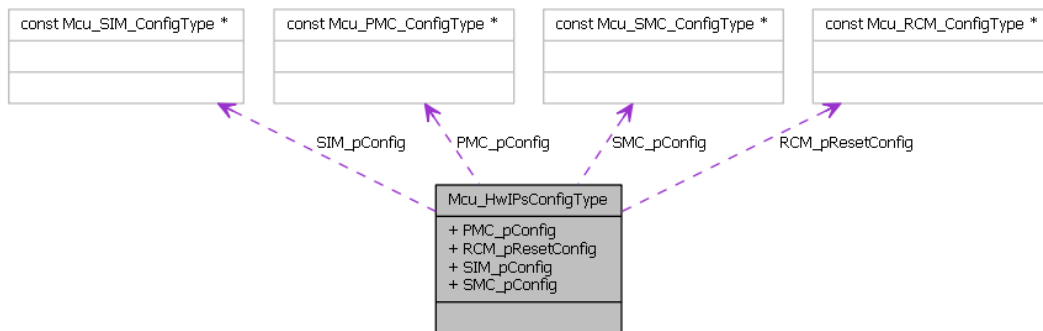 const Mcu_SIM_ConfigType *
const Mcu_PMC_ConfigType *
const Mcu_SMC_ConfigType *
const Mcu_RCM_ConfigType *
SIM_pConfig
PMC_pConfig
SMC_pConfig
RCM_pResetConfig
Mcu_HwIPsConfigType
+ PMC_pConfig
+ RCM_pResetConfig
+ SIM_pConfig
+ SMC_pConfig